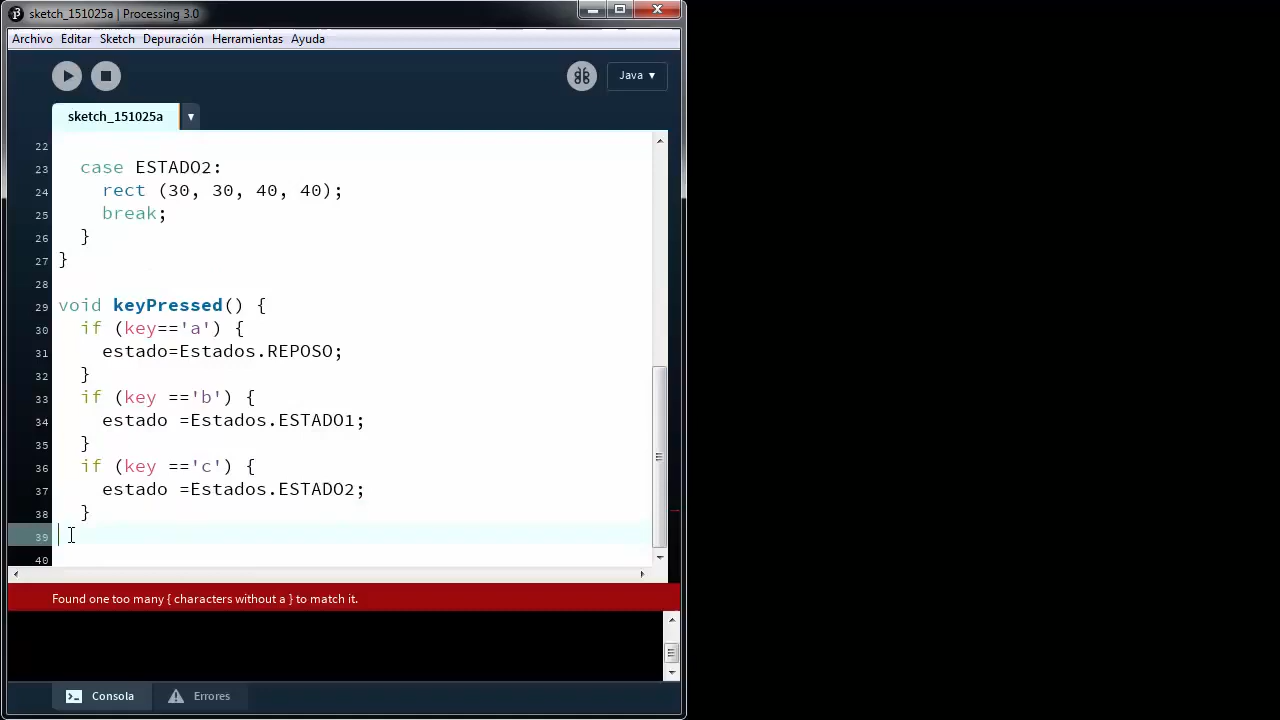 sketch_151025a | Processing 3.0
Archivo Editar Sketch Depuración Herramientas Ayuda
Java ▾
sketch_151025a ▾
22
23 case ESTADO2:
24 rect (30, 30, 40, 40);
25 break;
26 }
27 }
28
29 void keyPressed() {
30 if (key=='a') {
31 estado=Estados.REPOSO;
32 }
33 if (key =='b') {
34 estado =Estados.ESTADO1;
35 }
36 if (key =='c') {
37 estado =Estados.ESTADO2;
38 }
39
40
Found one too many { characters without a } to match it.
Consola Errores